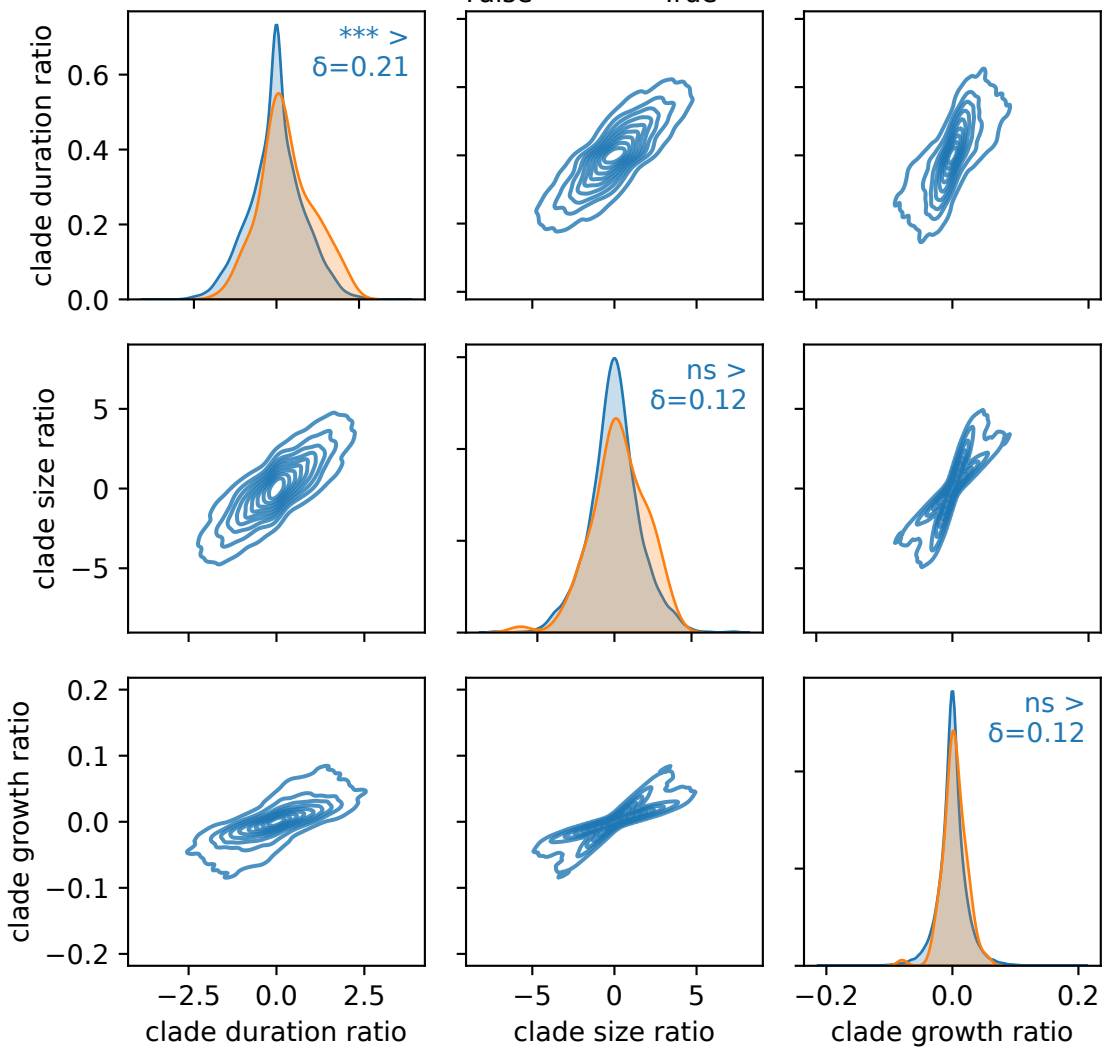 clade duration ratio
0.6
0.4
0.2
0.0
*** >
δ=0.21
clade size ratio
5
0
−5
ns >
δ=0.12
clade growth ratio
0.2
0.1
0.0
−0.1
−0.2
ns >
δ=0.12
−2.5 0.0 2.5
clade duration ratio
−5 0 5
clade size ratio
−0.2 0.0 0.2
clade growth ratio